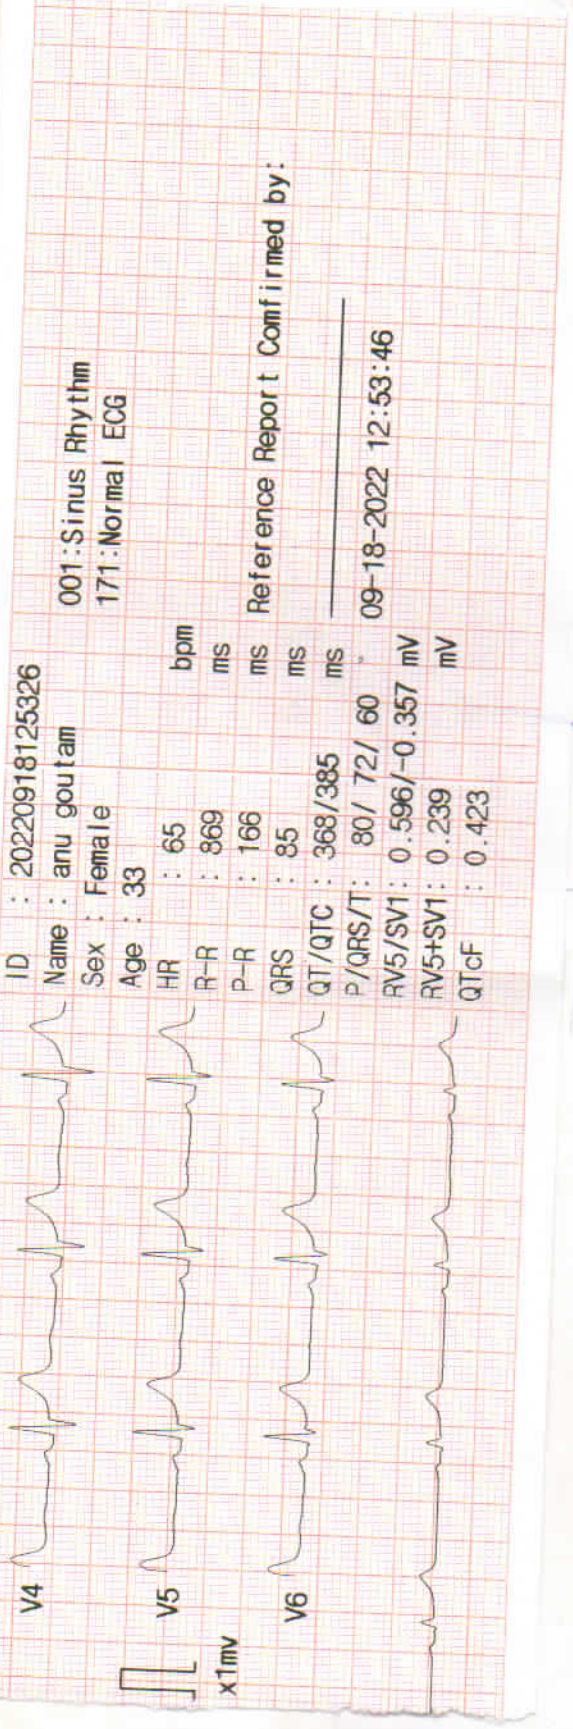 V4
V5
V6
x1mv
ID : 20220918125326
Name : anu goutam
Sex : Female
Age : 33
HR : 65 bpm
R-R : 869 ms
P-R : 166 ms
QRS : 85 ms
QT/QTC : 368/385 ms
P/QRS/T: 80/ 72/ 60 °
RV5/SV1: 0.596/-0.357 mV
RV5+SV1: 0.239 mV
QTcF : 0.423
001:Sinus Rhythm
171:Normal ECG
Reference Report Comfirmed by:
09-18-2022 12:53:46